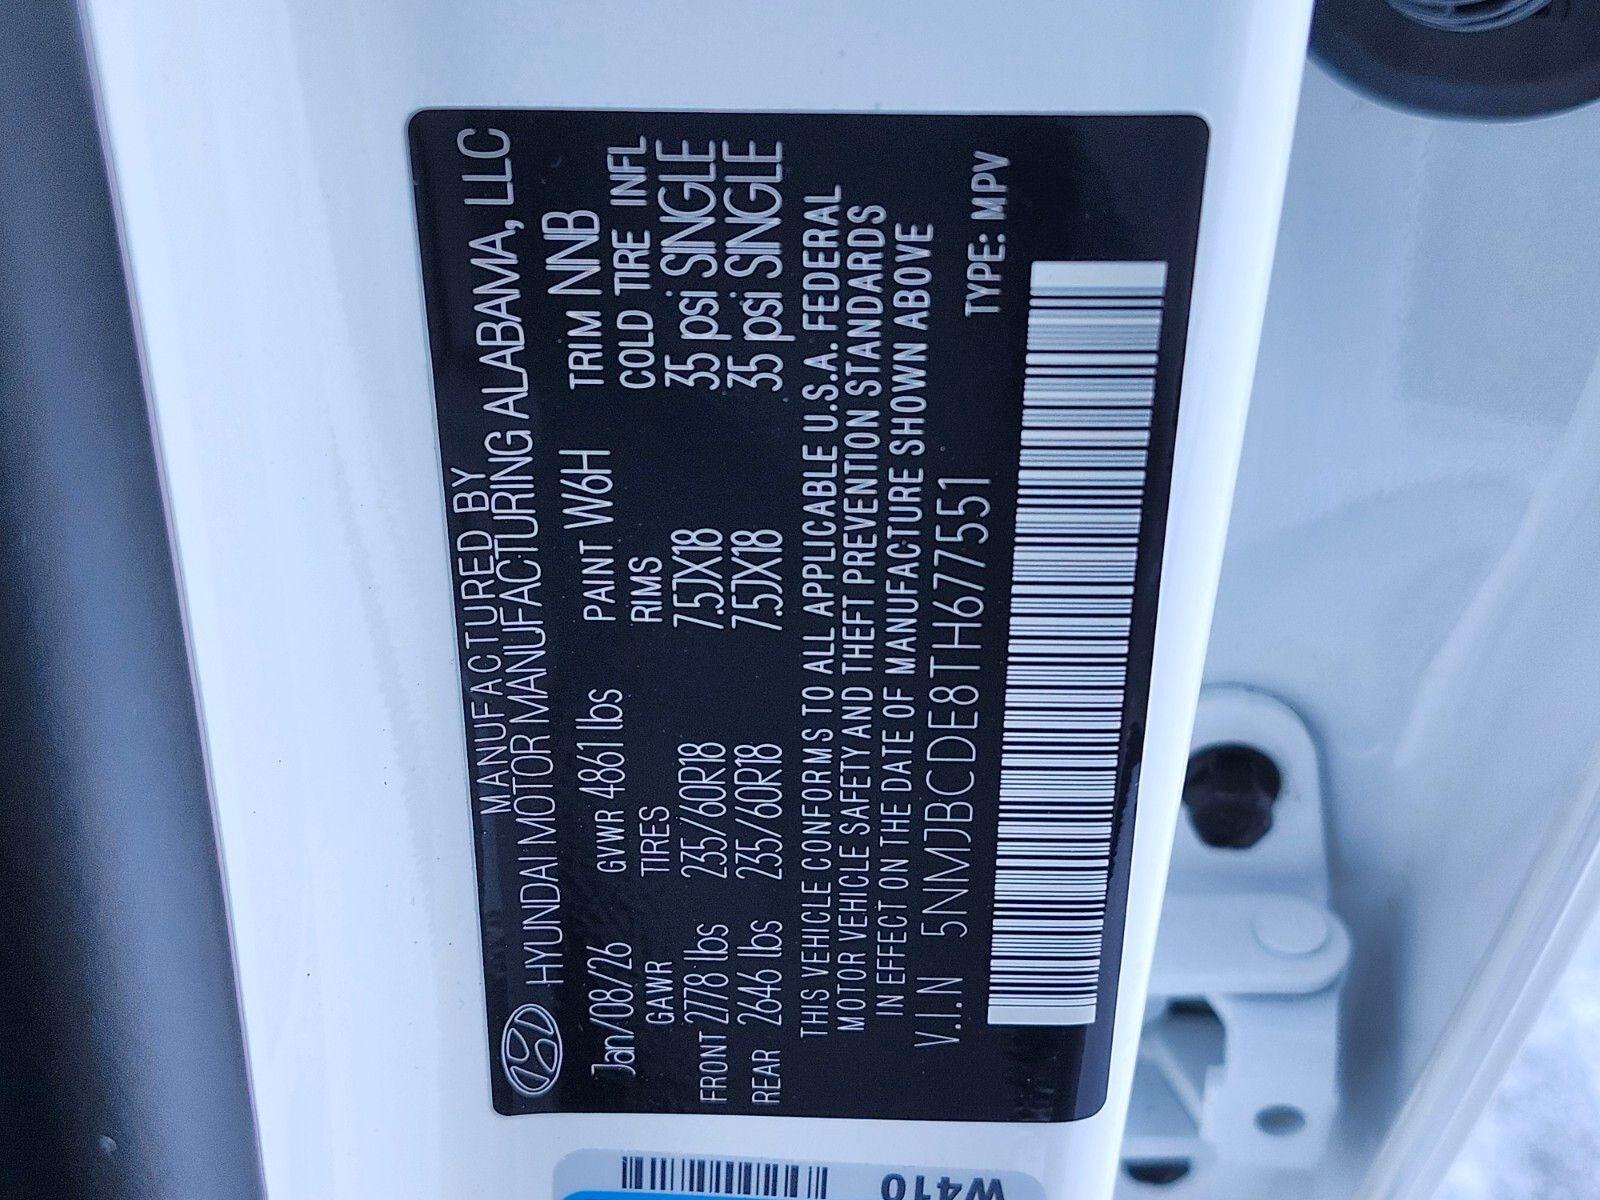 MANUFACTURED BY
HYUNDAI MOTOR MANUFACTURING ALABAMA, LLC
Jan/08/26 GVWR 4861 lbs PAINT W6H TRIM NNB
GAWR TIRES RIMS COLD TIRE INFL
FRONT 2778 lbs 235/60R18 7.5JX18 35 psi SINGLE
REAR 2646 lbs 235/60R18 7.5JX18 35 psi SINGLE
THIS VEHICLE CONFORMS TO ALL APPLICABLE U.S.A. FEDERAL
MOTOR VEHICLE SAFETY AND THEFT PREVENTION STANDARDS
IN EFFECT ON THE DATE OF MANUFACTURE SHOWN ABOVE
V.I.N 5NMJBCDE8TH677551
TYPE: MPV
W410